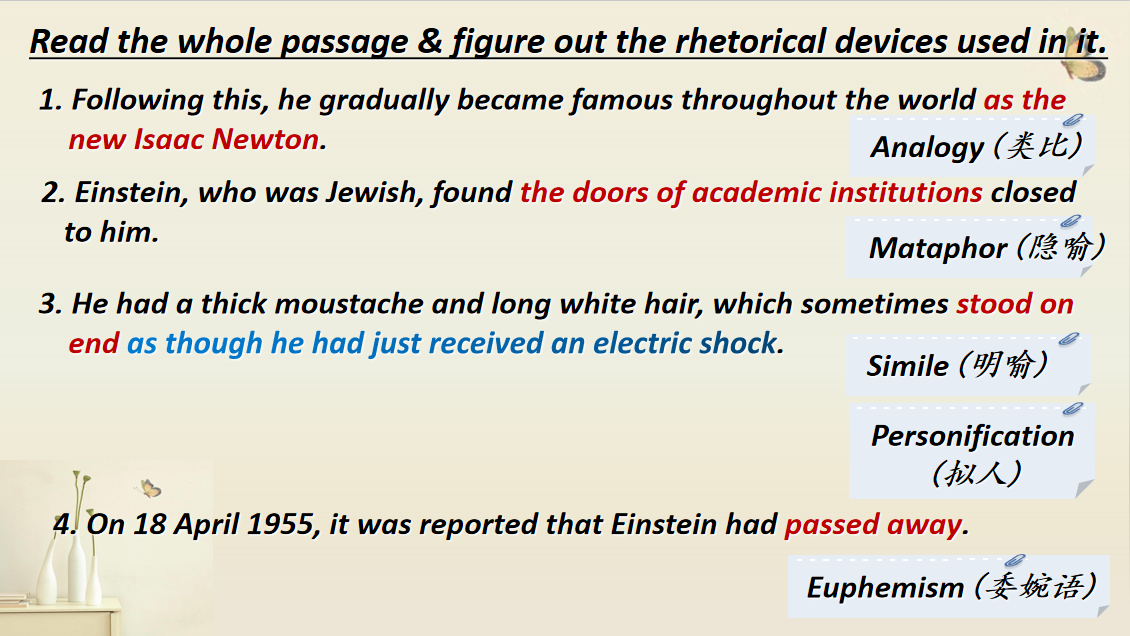 Read the whole passage & figure out the rhetorical devices used in it.
1. Following this, he gradually became famous throughout the world as the
new Isaac Newton.
Analogy (类比)
2. Einstein, who was Jewish, found the doors of academic institutions closed
to him.
Mataphor (隐喻)
3. He had a thick moustache and long white hair, which sometimes stood on
end as though he had just received an electric shock.
Simile (明喻)
Personification
(拟人)
4. On 18 April 1955, it was reported that Einstein had passed away.
Euphemism (委婉语)